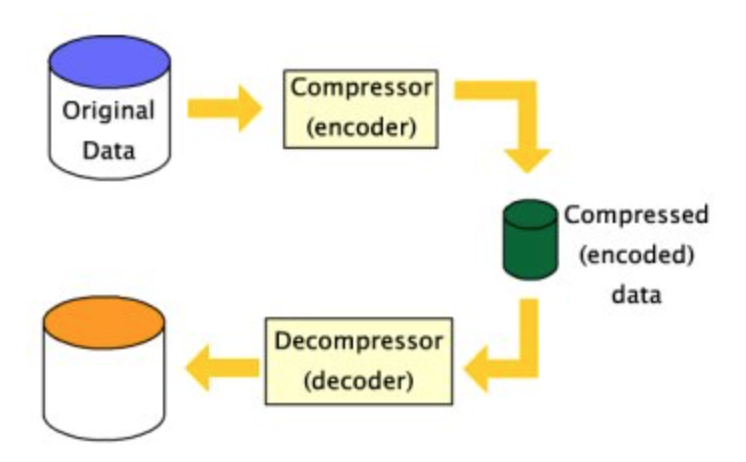 Original
Data
Compressor
(encoder)
Compressed
(encoded)
data
Decompressor
(decoder)